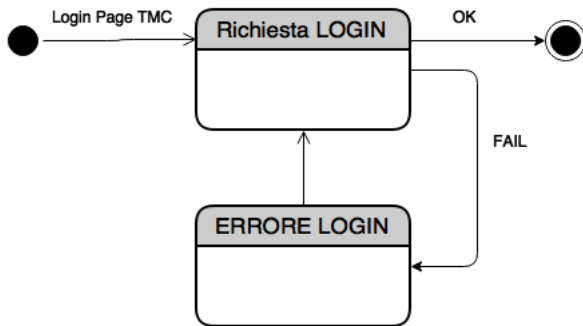 Login Page TMC
Richiesta LOGIN
OK
FAIL
ERRORE LOGIN